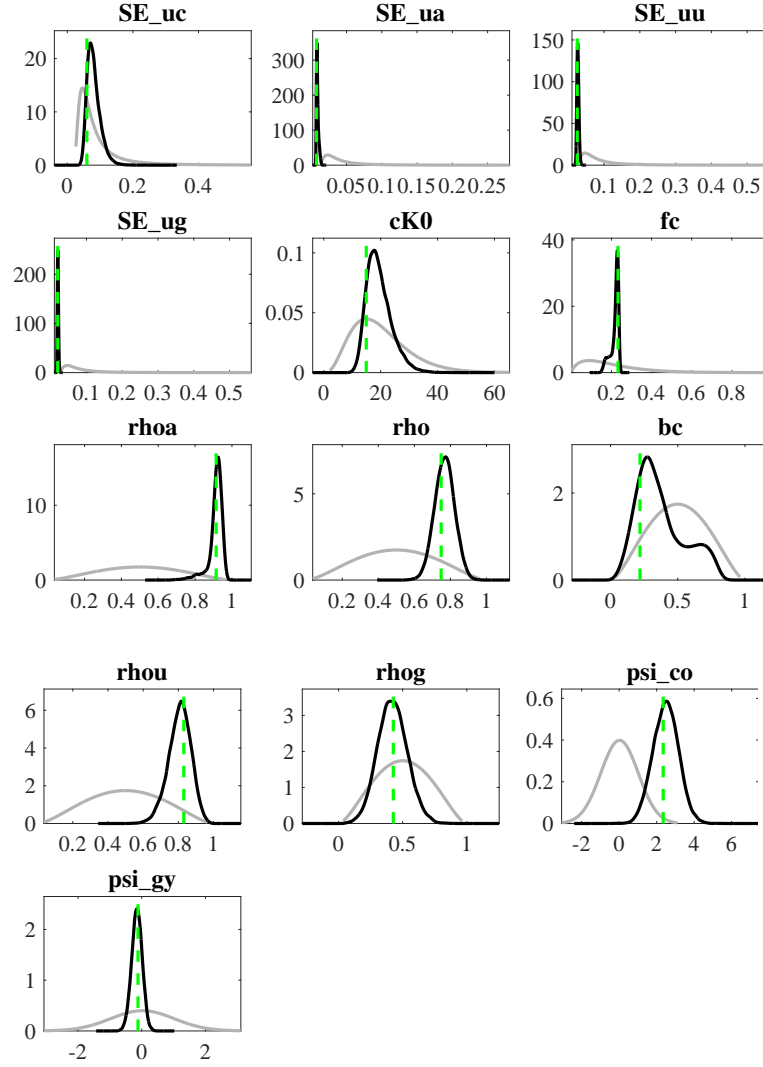 SE_uc SE_ua SE_uu
20 300 150
10 200 100
0 100 50
0 0.2 0.4 0 0
0.05 0.1 0.15 0.20 0.25 0.1 0.2 0.3 0.4 0.5
SE_ug cK0 fc
200 0.1 40
100 0.05 20
0 0 0
0.1 0.2 0.3 0.4 0.5 0 20 40 60 0.2 0.4 0.6 0.8
rhoa rho bc
10 5 2
0 0 0
0.2 0.4 0.6 0.8 1 0.2 0.4 0.6 0.8 1 0 0.5 1
rhou rhog psi_co
6 3 0.6
4 2 0.4
2 1 0.2
0 0 0
0.2 0.4 0.6 0.8 1 0 0.5 1 -2 0 2 4 6
psi_gy
2
1
0
-2 0 2